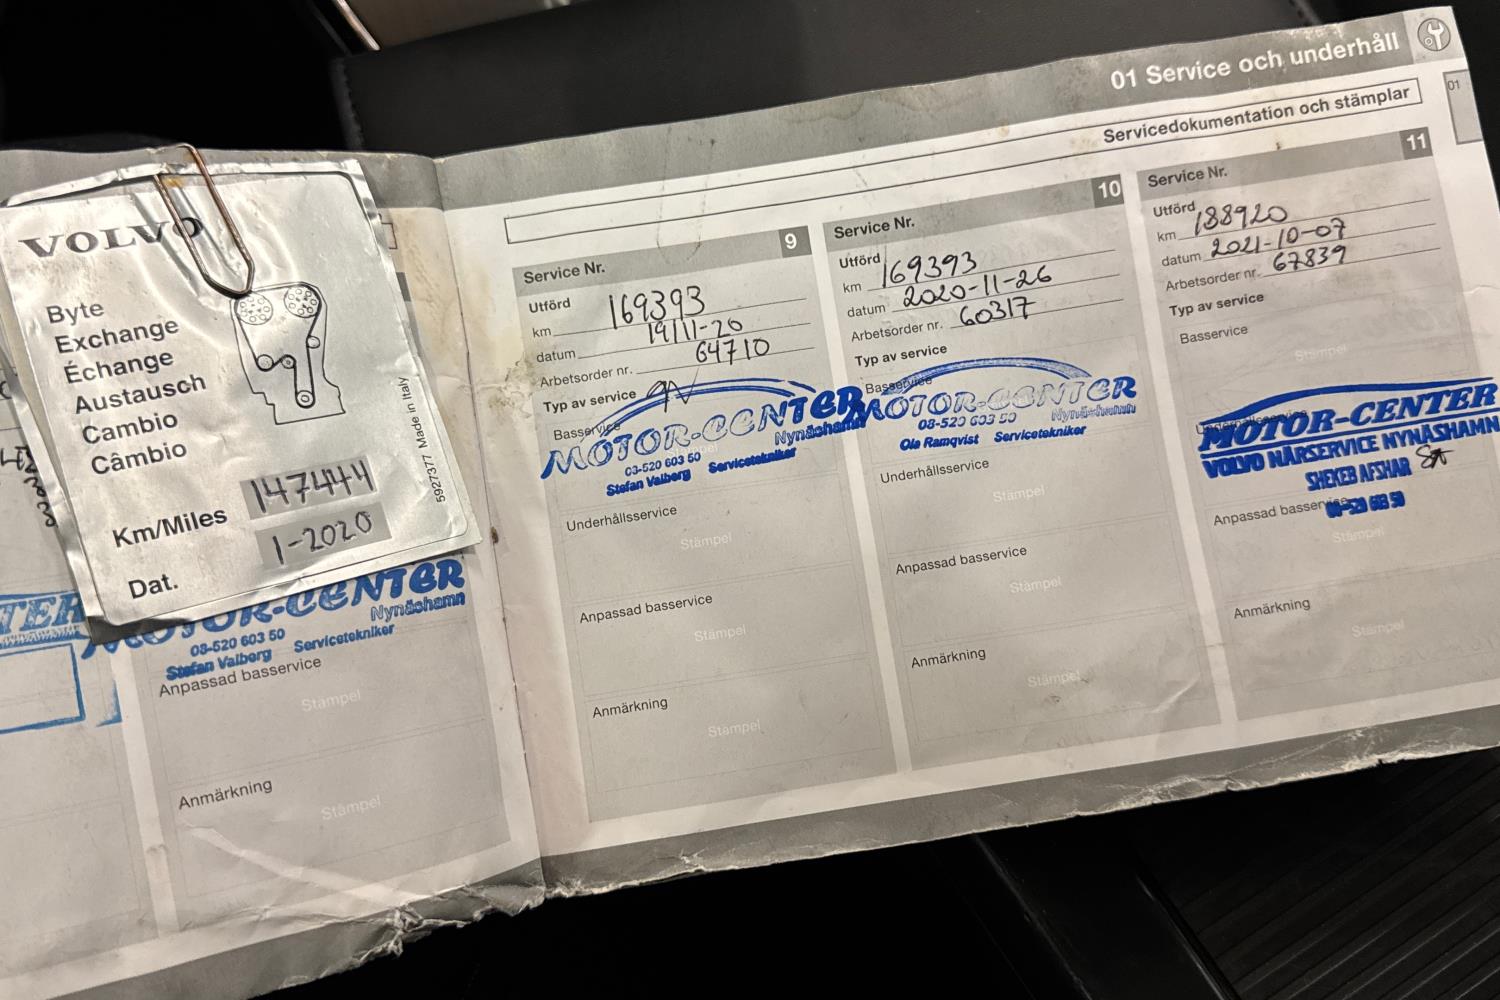 01 Service och underhåll
01
Servicedokumentation och stämplar
VOLVO
Byte
Exchange
Échange
Austausch
Cambio
Câmbio
Km/Miles 147444
Dat. 1-2020
5927377 Made in Italy
MOTOR-CENTER
Nynäshamn
08-520 603 50
Stefan Valberg Servicetekniker
Anpassad basservice
Stämpel
Anmärkning
Stämpel
TER
Service Nr. 9
Utförd
km 169393
datum 19/11-20
Arbetsorder nr. 64710
Typ av service
Basservice
MOTOR-CENTER
Nynäshamn
08-520 603 50
Stefan Valberg Servicetekniker
Underhållsservice
Stämpel
Anpassad basservice
Stämpel
Anmärkning
Stämpel
Service Nr. 10
Utförd
km 169393
datum 2020-11-26
Arbetsorder nr. 60317
Typ av service
Basservice
MOTOR-CENTER
Nynäshamn
08-520 603 50
Ola Ramqvist Servicetekniker
Underhållsservice
Stämpel
Anpassad basservice
Stämpel
Anmärkning
Stämpel
Service Nr. 11
Utförd
km 188920
datum 2021-10-07
Arbetsorder nr. 67839
Typ av service
Basservice
Stämpel
Underhållsservice
MOTOR-CENTER
VOLVO NÄRSERVICE NYNÄSHAMN
SHEKEB AFSHAR
08-520 603 50
Anpassad basservice
Stämpel
Anmärkning
Stämpel